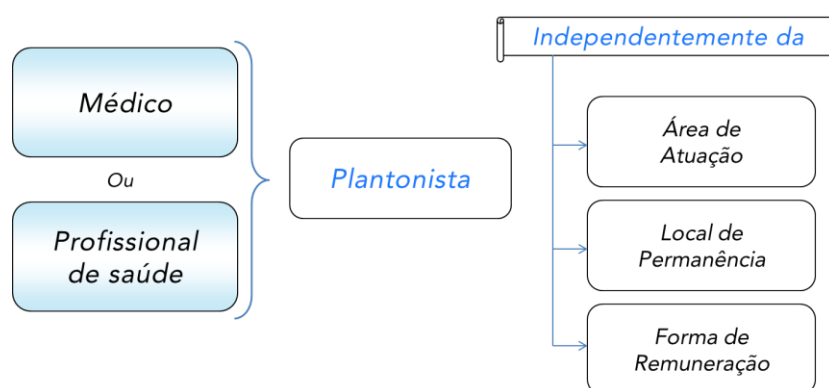 Médico
Ou
Profissional
de saúde
Plantonista
Independentemente da
Área de
Atuação
Local de
Permanência
Forma de
Remuneração